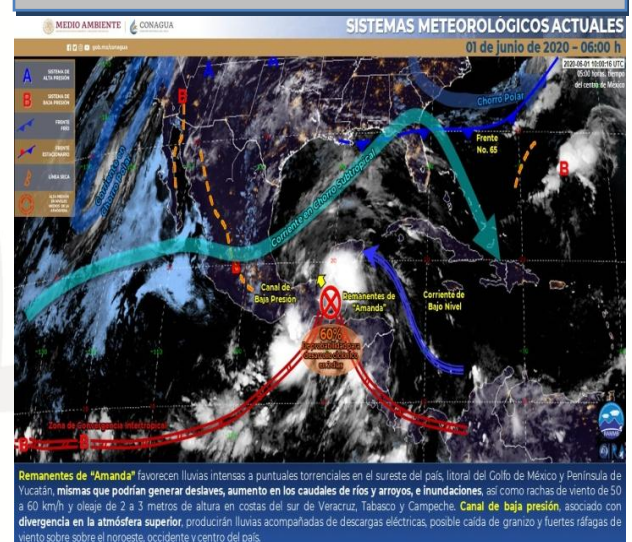 MEDIO AMBIENTE
CONAGUA
SISTEMAS METEOROLÓGICOS ACTUALES
gob.mx/conagua
01 de junio de 2020 – 06:00 h
2020-06-01 10:00:16 UTC
05:00 horas, tiempo
del centro de México
A
SISTEMA DE
ALTA PRESIÓN
B
SISTEMA DE
BAJA PRESIÓN
FRENTE
FRÍO
FRENTE
ESTACIONARIO
LÍNEA SECA
A
B
Chorro Polar
Frente
No. 65
B
Corriente en Chorro Subtropical
B
Canal de
Baja Presión
Remanentes de
"Amanda"
Corriente de
Bajo Nivel
60%
de probabilidad para
desarrollo ciclónico
Zona de Convergencia Intertropical
B
B
Remanentes de "Amanda" favorecen lluvias intensas a puntuales torrenciales en el sureste del país, litoral del Golfo de México y Península de
Yucatán, mismas que podrían generar deslaves, aumento en los caudales de ríos y arroyos, e inundaciones, así como rachas de viento de 50
a 60 km/h y oleaje de 2 a 3 metros de altura en costas del sur de Veracruz, Tabasco y Campeche. Canal de baja presión, asociado con
divergencia en la atmósfera superior, producirán lluvias acompañadas de descargas eléctricas, posible caída de granizo y fuertes ráfagas de
viento sobre sobre el noroeste, occidente y centro del país.